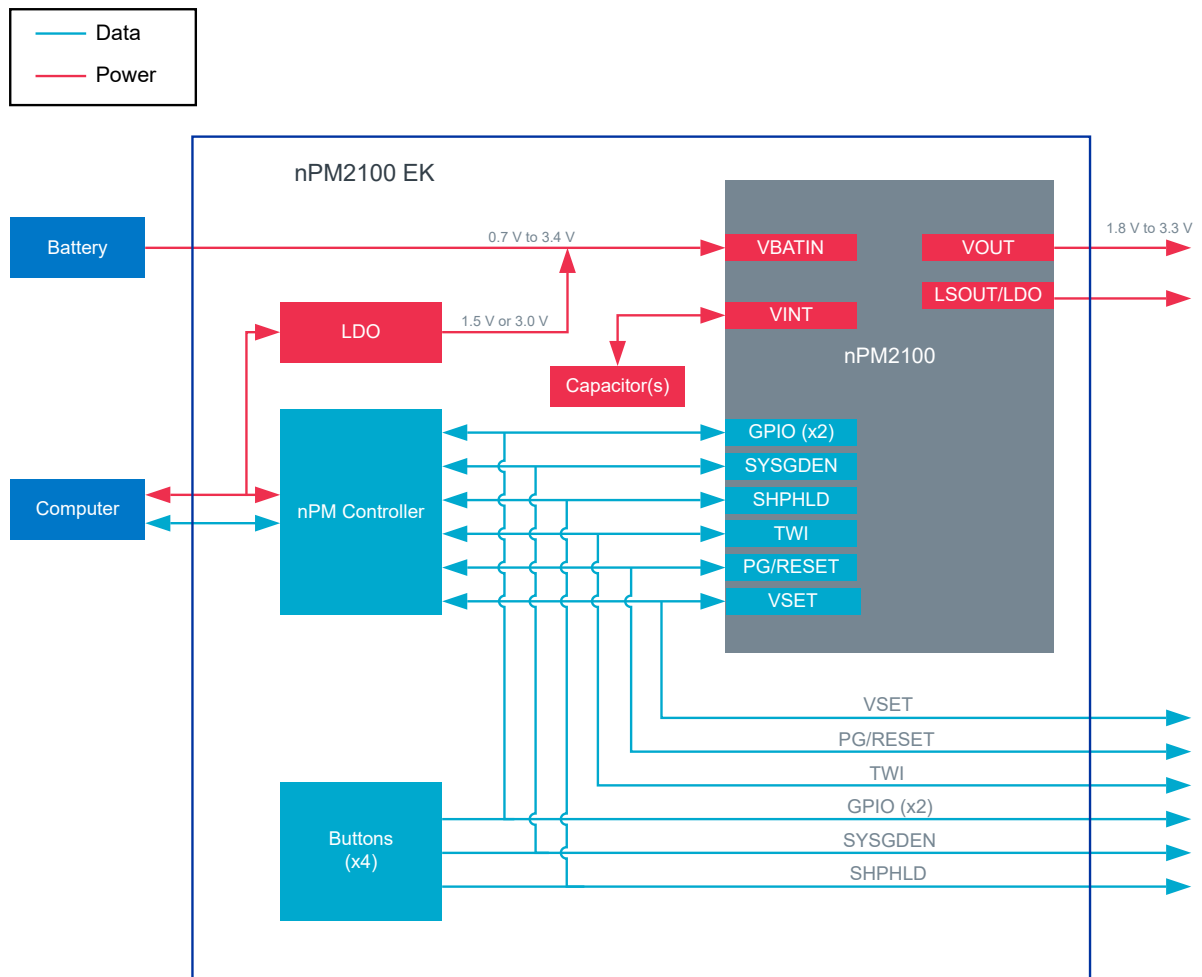 Data
Power
nPM2100 EK
Battery
0.7 V to 3.4 V
VBATIN
VOUT
1.8 V to 3.3 V
LSOUT/LDO
LDO
1.5 V or 3.0 V
VINT
nPM2100
Capacitor(s)
GPIO (x2)
SYSGDEN
SHPHLD
TWI
PG/RESET
VSET
Computer
nPM Controller
VSET
PG/RESET
TWI
GPIO (x2)
SYSGDEN
SHPHLD
Buttons
(x4)